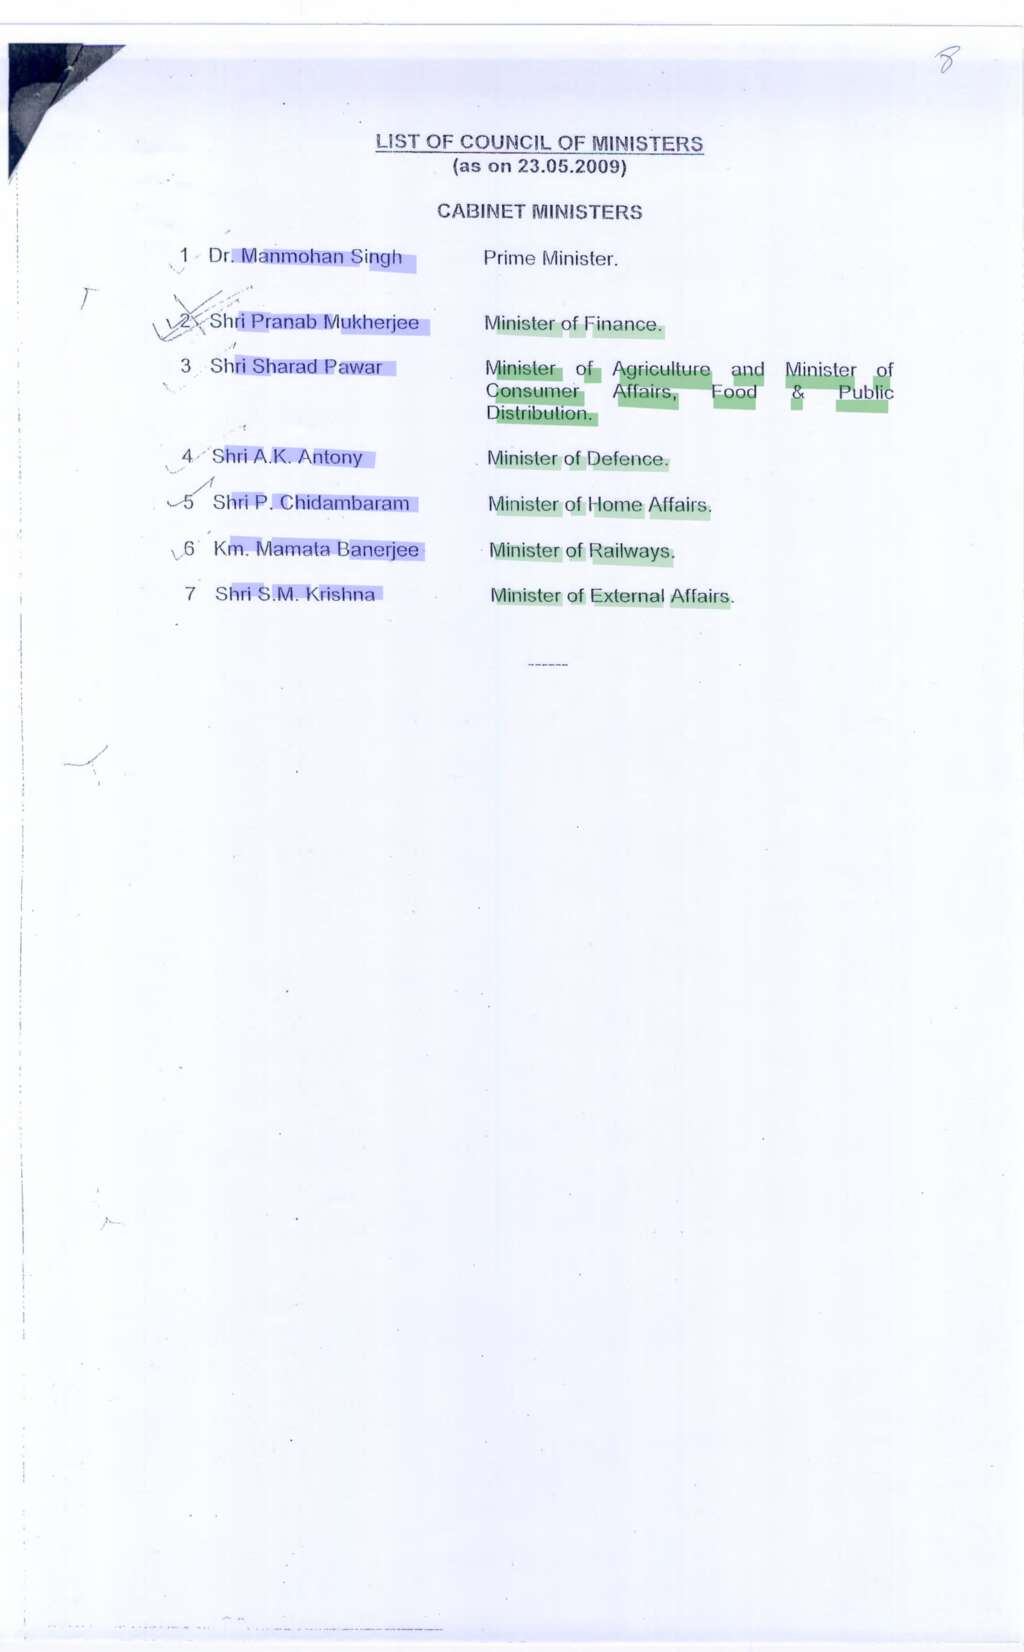 8
LIST OF COUNCIL OF MINISTERS
(as on 23.05.2009)
CABINET MINISTERS
1 Dr. Manmohan Singh Prime Minister.
2 Shri Pranab Mukherjee Minister of Finance.
3 Shri Sharad Pawar Minister of Agriculture and Minister of
Consumer Affairs, Food & Public
Distribution.
4 Shri A.K. Antony Minister of Defence.
5 Shri P. Chidambaram Minister of Home Affairs.
6 Km. Mamata Banerjee Minister of Railways.
7 Shri S.M. Krishna Minister of External Affairs.
------